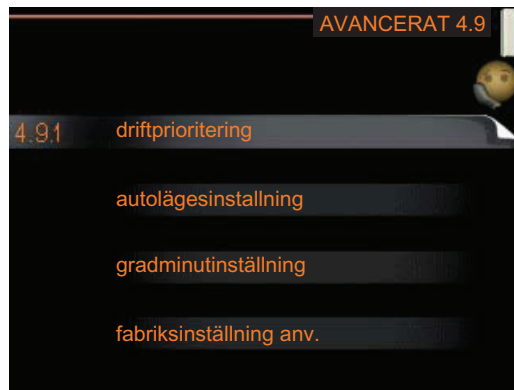 AVANCERAT 4.9
4.9.1 driftprioritering
autolägesinstallning
gradminutinställning
fabriksinställning anv.